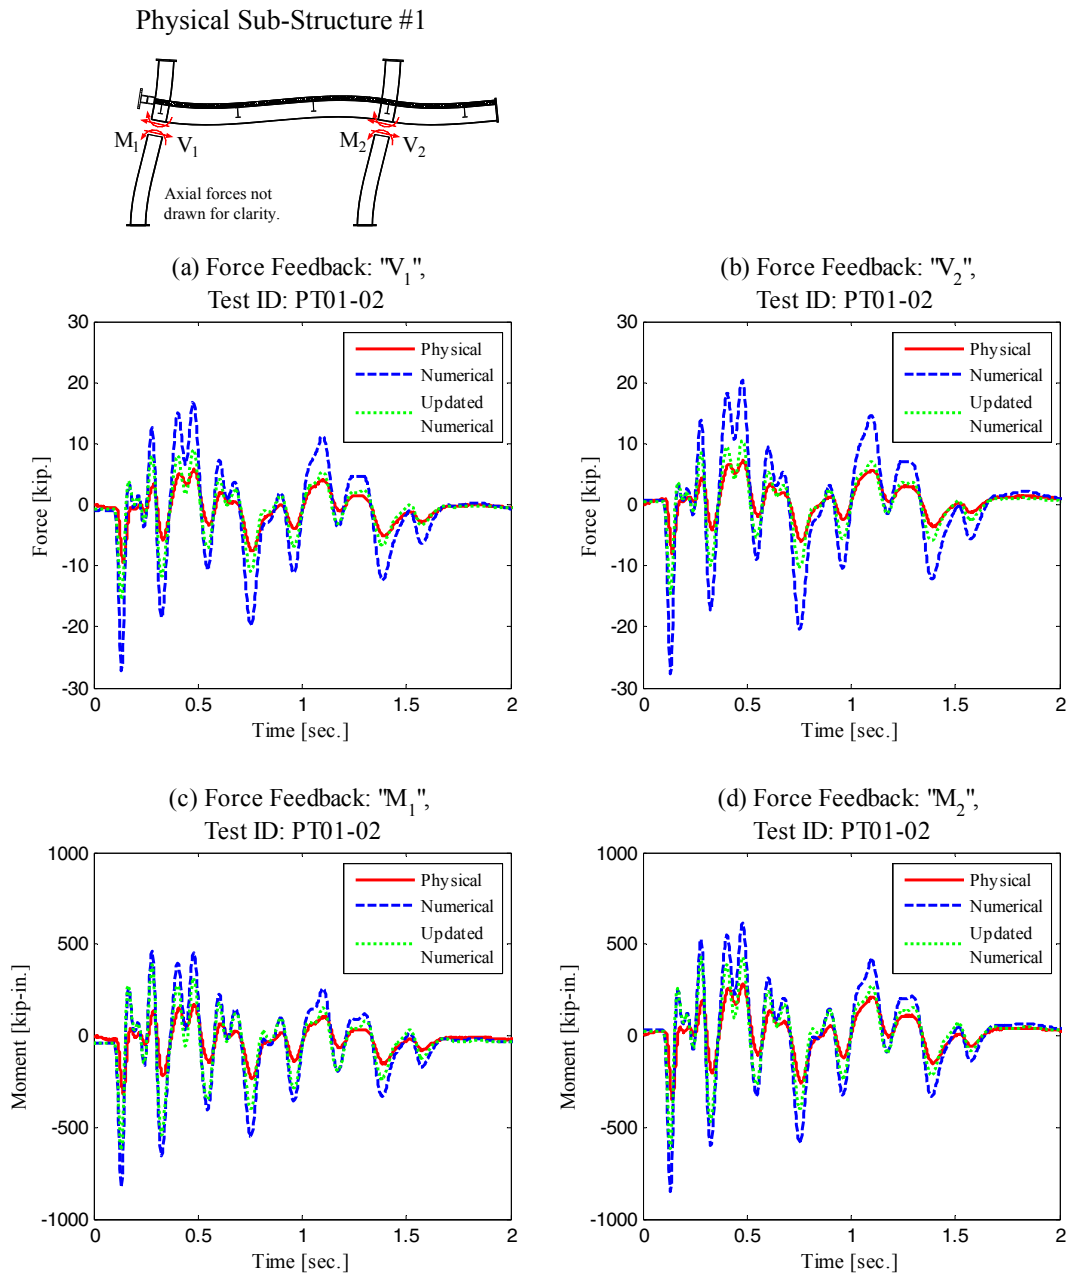 Physical Sub-Structure #1
M1 V1 M2 V2
Axial forces not
drawn for clarity.
(a) Force Feedback: "V1",
Test ID: PT01-02
30
20
10
0
-10
-20
-30
Force [kip.]
Physical
Numerical
Updated
Numerical
0 0.5 1 1.5 2
Time [sec.]
(b) Force Feedback: "V2",
Test ID: PT01-02
30
20
10
0
-10
-20
-30
Force [kip.]
Physical
Numerical
Updated
Numerical
0 0.5 1 1.5 2
Time [sec.]
(c) Force Feedback: "M1",
Test ID: PT01-02
1000
500
0
-500
-1000
Moment [kip-in.]
Physical
Numerical
Updated
Numerical
0 0.5 1 1.5 2
Time [sec.]
(d) Force Feedback: "M2",
Test ID: PT01-02
1000
500
0
-500
-1000
Moment [kip-in.]
Physical
Numerical
Updated
Numerical
0 0.5 1 1.5 2
Time [sec.]